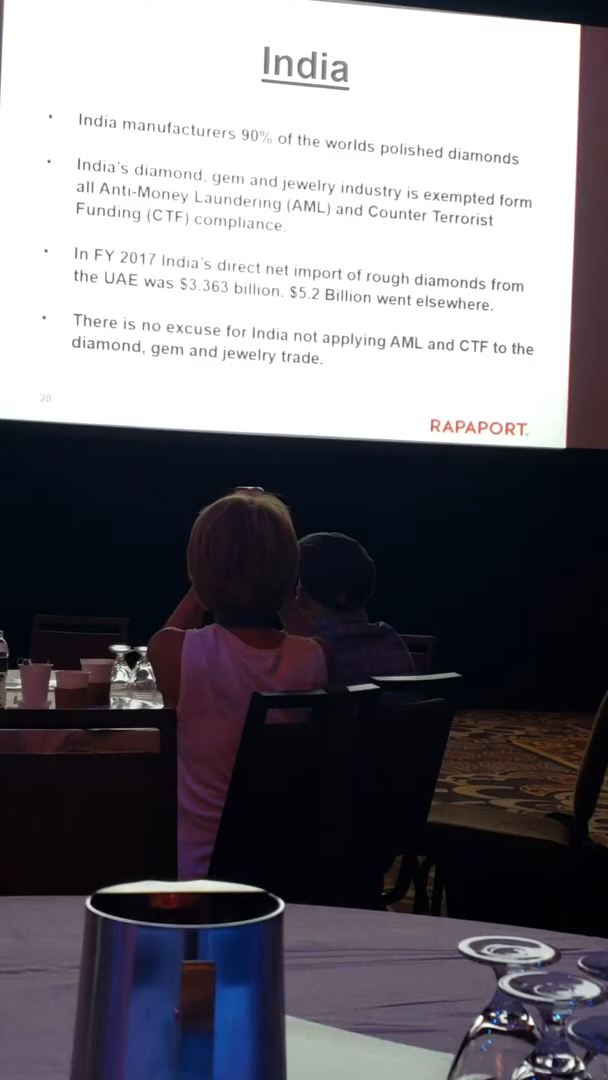 India
• India manufacturers 90% of the worlds polished diamonds
• India's diamond, gem and jewelry industry is exempted form
all Anti-Money Laundering (AML) and Counter Terrorist
Funding (CTF) compliance.
• In FY 2017 India's direct net import of rough diamonds from
the UAE was $3.363 billion. $5.2 Billion went elsewhere.
• There is no excuse for India not applying AML and CTF to the
diamond, gem and jewelry trade.
28
RAPAPORT.